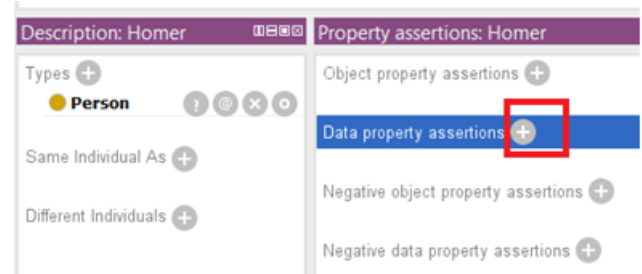 Description: Homer
Types
Person
Same Individual As
Different Individuals
Property assertions: Homer
Object property assertions
Data property assertions
Negative object property assertions
Negative data property assertions